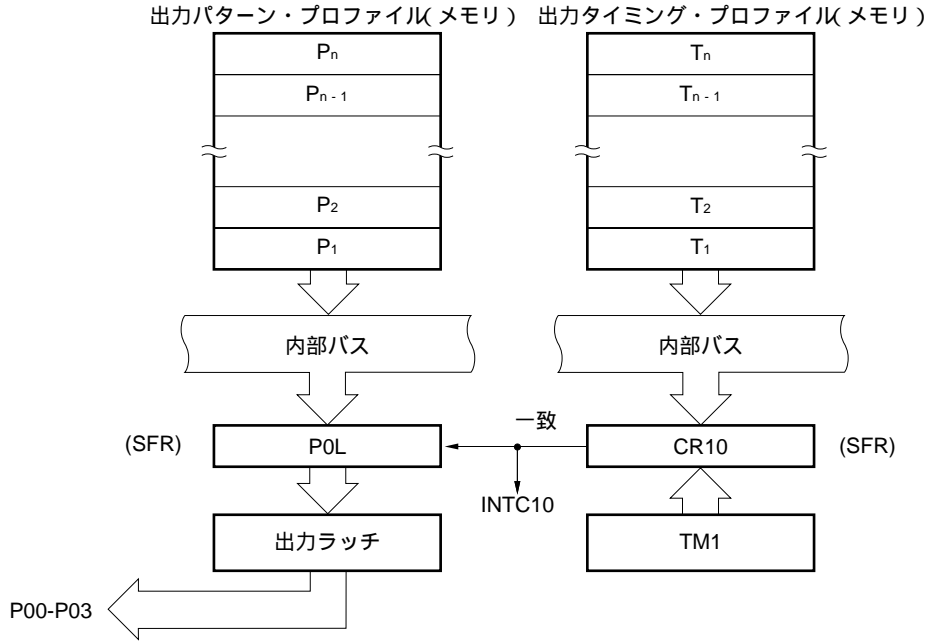 出力パターン・プロファイル(メモリ) 出力タイミング・プロファイル(メモリ)
Pn Tn
Pn-1 Tn-1
P2 T2
P1 T1
内部バス 内部バス
一致
(SFR) P0L CR10 (SFR)
INTC10
出力ラッチ TM1
P00-P03